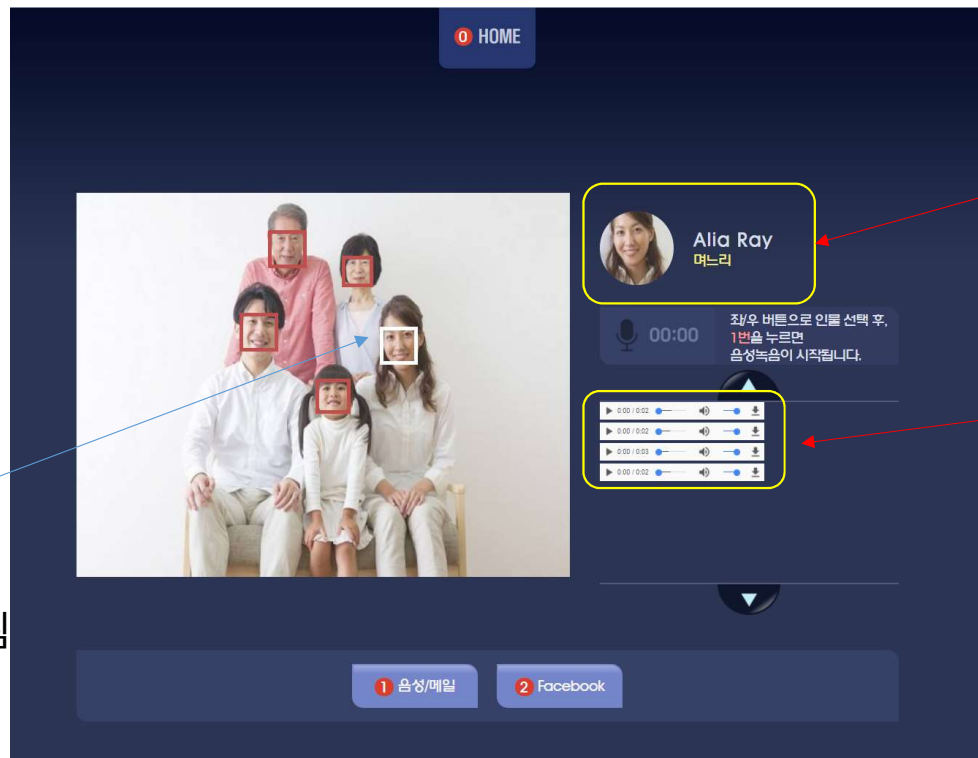 0 HOME
Alia Ray
며느리
00:00
좌/우 버튼으로 인물 선택 후,
1번을 누르면
음성녹음이 시작됩니다.
0:00 / 0:02
0:00 / 0:02
0:00 / 0:03
0:00 / 0:02
1 음성/메일
2 Facebook